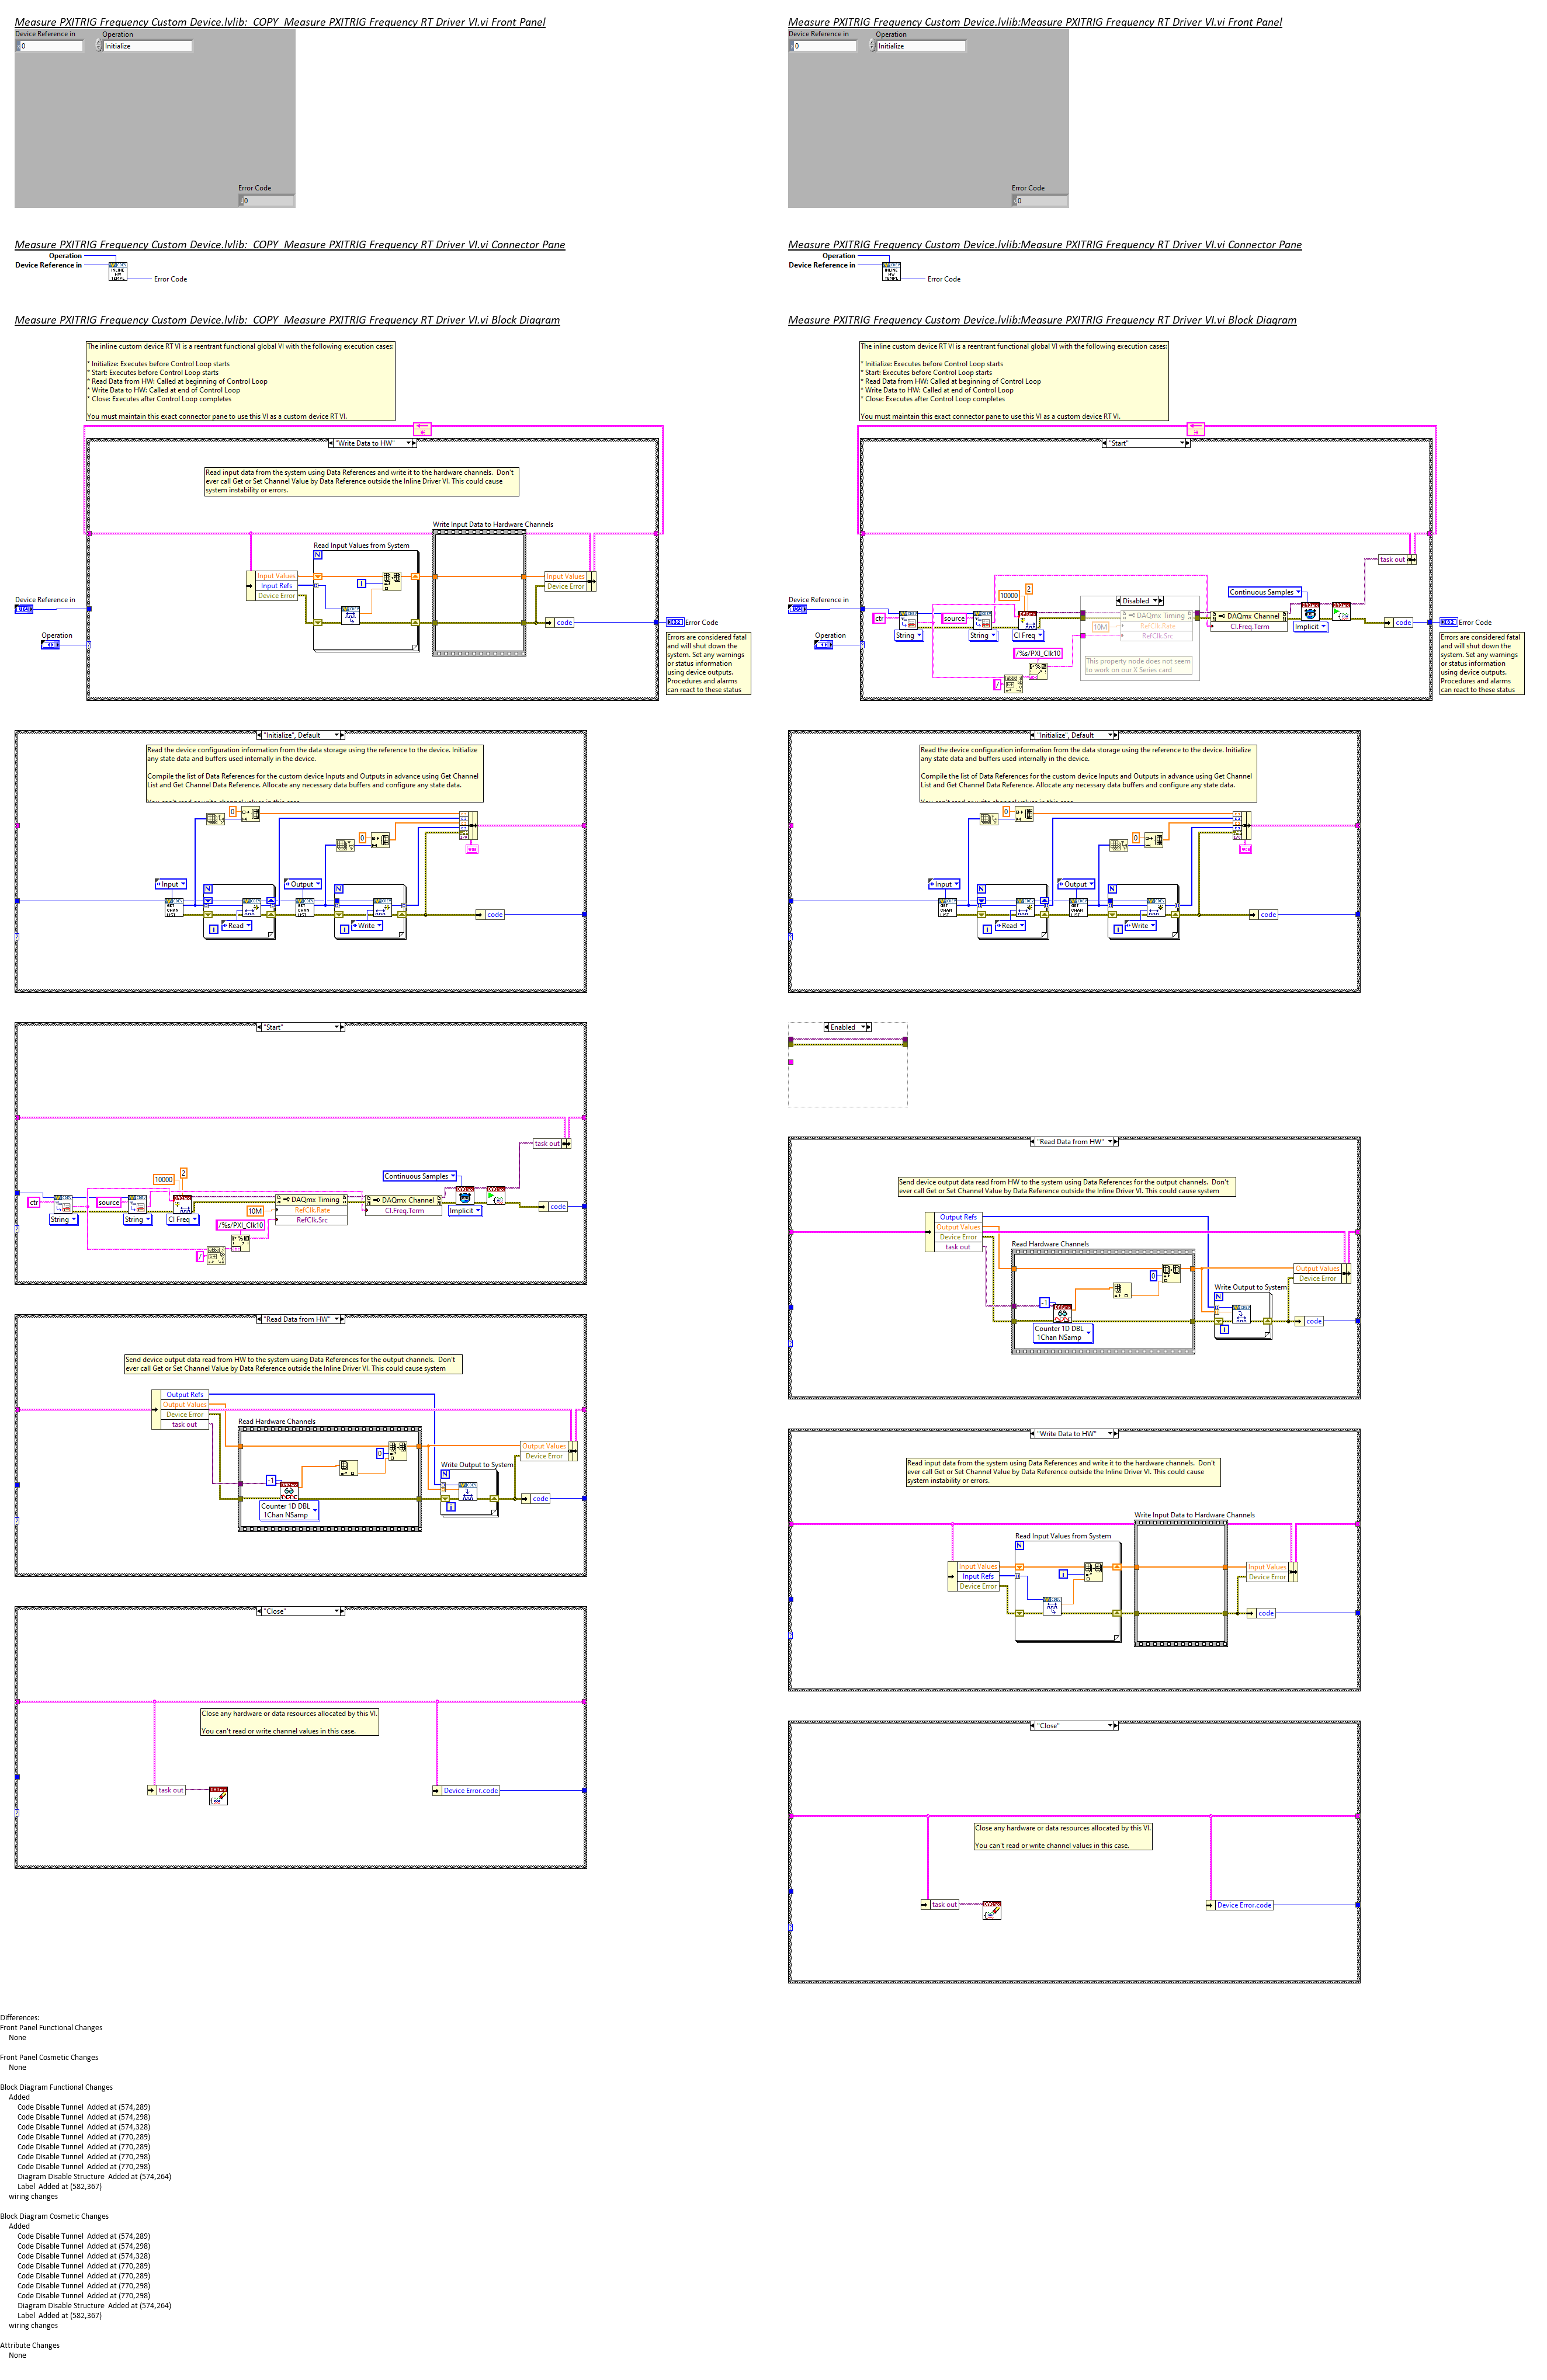 Measure PXITRIG Frequency Custom Device.lvlib:_COPY_Measure PXITRIG Frequency RT Driver VI.vi Front Panel
Device Reference in
Operation
0
Initialize
Error Code
0
Measure PXITRIG Frequency Custom Device.lvlib:_COPY_Measure PXITRIG Frequency RT Driver VI.vi Connector Pane
Operation
Device Reference in
INLINE
HW
TEMPL
Error Code
Measure PXITRIG Frequency Custom Device.lvlib:_COPY_Measure PXITRIG Frequency RT Driver VI.vi Block Diagram
The inline custom device RT VI is a reentrant functional global VI with the following execution cases:
* Initialize: Executes before Control Loop starts
* Start: Executes before Control Loop starts
* Read Data from HW: Called at beginning of Control Loop
* Write Data to HW: Called at end of Control Loop
* Close: Executes after Control Loop completes
You must maintain this exact connector pane to use this VI as a custom device RT VI.
"Write Data to HW"
Read input data from the system using Data References and write it to the hardware channels. Don't
ever call Get or Set Channel Value by Data Reference outside the Inline Driver VI. This could cause
system instability or errors.
Write Input Data to Hardware Channels
Read Input Values from System
N
Input Values
Input Refs
Device Error
i
Input Values
Device Error
code
Device Reference in
Operation
Error Code
Errors are considered fatal
and will shut down the
system. Set any warnings
or status information
using device outputs.
Procedures and alarms
can react to these status
"Initialize", Default
Read the device configuration information from the data storage using the reference to the device. Initialize
any state data and buffers used internally in the device.
Compile the list of Data References for the custom device Inputs and Outputs in advance using Get Channel
List and Get Channel Data Reference. Allocate any necessary data buffers and configure any state data.
0
0
Input
Output
N
N
GET
CHAN
LIST
GET
CHAN
LIST
Read
Write
i
i
code
"Start"
task out
2
10000
Continuous Samples
ctr
source
DAQmx Timing
DAQmx Channel
String
String
CI Freq
10M
RefClk.Rate
RefClk.Src
CI.Freq.Term
Implicit
code
/%s/PXI_Clk10
/
"Read Data from HW"
Send device output data read from HW to the system using Data References for the output channels. Don't
ever call Get or Set Channel Value by Data Reference outside the Inline Driver VI. This could cause system
Output Refs
Output Values
Device Error
task out
Read Hardware Channels
0
-1
Counter 1D DBL
1Chan NSamp
Write Output to System
N
i
Output Values
Device Error
code
"Close"
Close any hardware or data resources allocated by this VI.
You can't read or write channel values in this case.
task out
Device Error.code
Measure PXITRIG Frequency Custom Device.lvlib:Measure PXITRIG Frequency RT Driver VI.vi Front Panel
Device Reference in
Operation
0
Initialize
Error Code
0
Measure PXITRIG Frequency Custom Device.lvlib:Measure PXITRIG Frequency RT Driver VI.vi Connector Pane
Operation
Device Reference in
INLINE
HW
TEMPL
Error Code
Measure PXITRIG Frequency Custom Device.lvlib:Measure PXITRIG Frequency RT Driver VI.vi Block Diagram
The inline custom device RT VI is a reentrant functional global VI with the following execution cases:
* Initialize: Executes before Control Loop starts
* Start: Executes before Control Loop starts
* Read Data from HW: Called at beginning of Control Loop
* Write Data to HW: Called at end of Control Loop
* Close: Executes after Control Loop completes
You must maintain this exact connector pane to use this VI as a custom device RT VI.
"Start"
task out
2
10000
Continuous Samples
Disabled
ctr
source
DAQmx Timing
DAQmx Channel
String
String
CI Freq
10M
RefClk.Rate
RefClk.Src
CI.Freq.Term
Implicit
code
/%s/PXI_Clk10
/
This property node does not seem
to work on our X Series card
Device Reference in
Operation
Error Code
Errors are considered fatal
and will shut down the
system. Set any warnings
or status information
using device outputs.
Procedures and alarms
can react to these status
"Initialize", Default
Read the device configuration information from the data storage using the reference to the device. Initialize
any state data and buffers used internally in the device.
Compile the list of Data References for the custom device Inputs and Outputs in advance using Get Channel
List and Get Channel Data Reference. Allocate any necessary data buffers and configure any state data.
0
0
Input
Output
N
N
GET
CHAN
LIST
GET
CHAN
LIST
Read
Write
i
i
code
Enabled
"Read Data from HW"
Send device output data read from HW to the system using Data References for the output channels. Don't
ever call Get or Set Channel Value by Data Reference outside the Inline Driver VI. This could cause system
Output Refs
Output Values
Device Error
task out
Read Hardware Channels
0
-1
Counter 1D DBL
1Chan NSamp
Write Output to System
N
i
Output Values
Device Error
code
"Write Data to HW"
Read input data from the system using Data References and write it to the hardware channels. Don't
ever call Get or Set Channel Value by Data Reference outside the Inline Driver VI. This could cause
system instability or errors.
Write Input Data to Hardware Channels
Read Input Values from System
N
Input Values
Input Refs
Device Error
i
Input Values
Device Error
code
"Close"
Close any hardware or data resources allocated by this VI.
You can't read or write channel values in this case.
task out
Device Error.code
Differences:
Front Panel Functional Changes
None
Front Panel Cosmetic Changes
None
Block Diagram Functional Changes
Added
Code Disable Tunnel Added at (574,289)
Code Disable Tunnel Added at (574,298)
Code Disable Tunnel Added at (574,328)
Code Disable Tunnel Added at (770,289)
Code Disable Tunnel Added at (770,289)
Code Disable Tunnel Added at (770,298)
Code Disable Tunnel Added at (770,298)
Diagram Disable Structure Added at (574,264)
Label Added at (582,367)
wiring changes
Block Diagram Cosmetic Changes
Added
Code Disable Tunnel Added at (574,289)
Code Disable Tunnel Added at (574,298)
Code Disable Tunnel Added at (574,328)
Code Disable Tunnel Added at (770,289)
Code Disable Tunnel Added at (770,289)
Code Disable Tunnel Added at (770,298)
Code Disable Tunnel Added at (770,298)
Diagram Disable Structure Added at (574,264)
Label Added at (582,367)
wiring changes
Attribute Changes
None